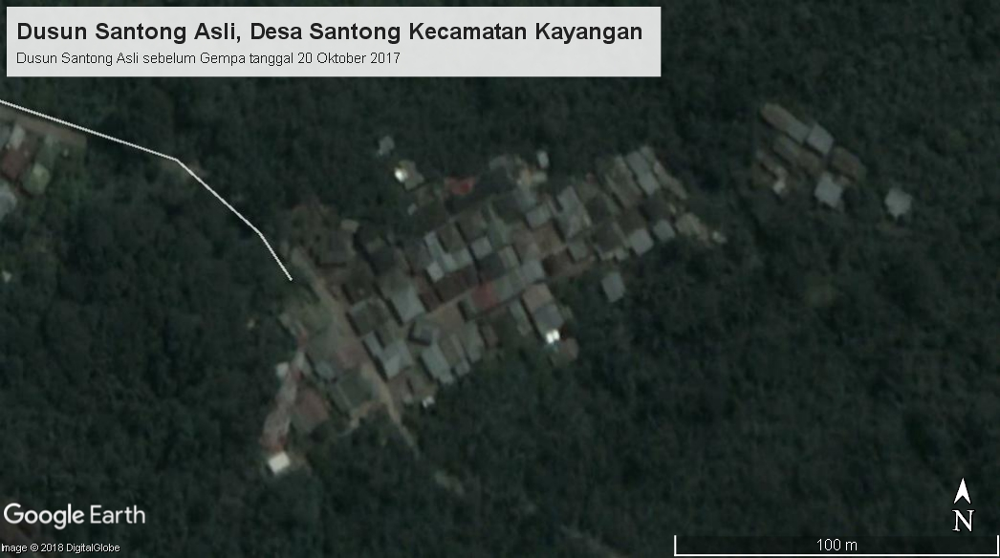 Dusun Santong Asli, Desa Santong Kecamatan Kayangan
Dusun Santong Asli sebelum Gempa tanggal 20 Oktober 2017
Google Earth
Image © 2018 DigitalGlobe
100 m
N